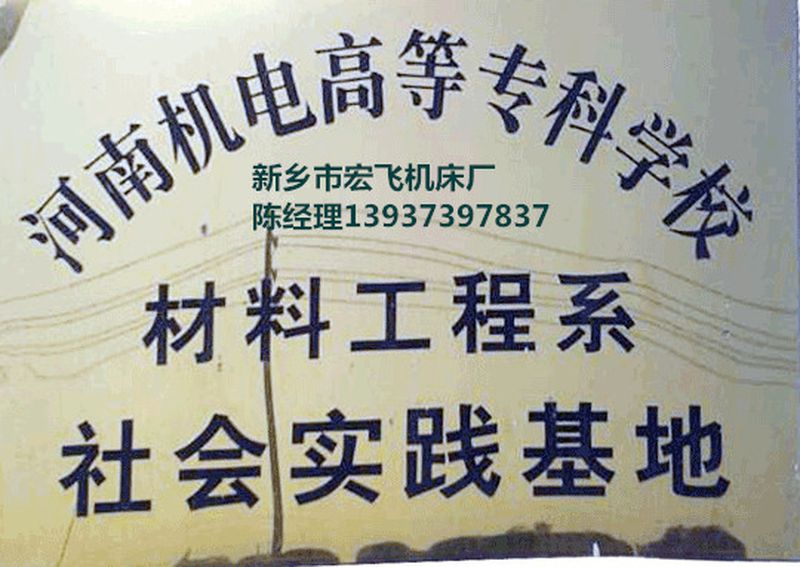 河南机电高等专科学校
新乡市宏飞机床厂
陈经理13937397837
材料工程系
社会实践基地